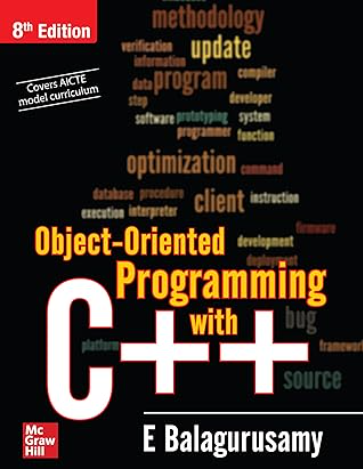 8th Edition
Covers AICTE
model curriculum
methodology
verification
update
information
data
program
compiler
step
developer
software
prototyping
system
programmer
function
optimization
command
database
procedure
client
instruction
execution
interpreter
firmware
Object-Oriented
development
deployment
Programming
with
bug
C++
platform
framework
source
Mc
Graw
Hill
E Balagurusamy